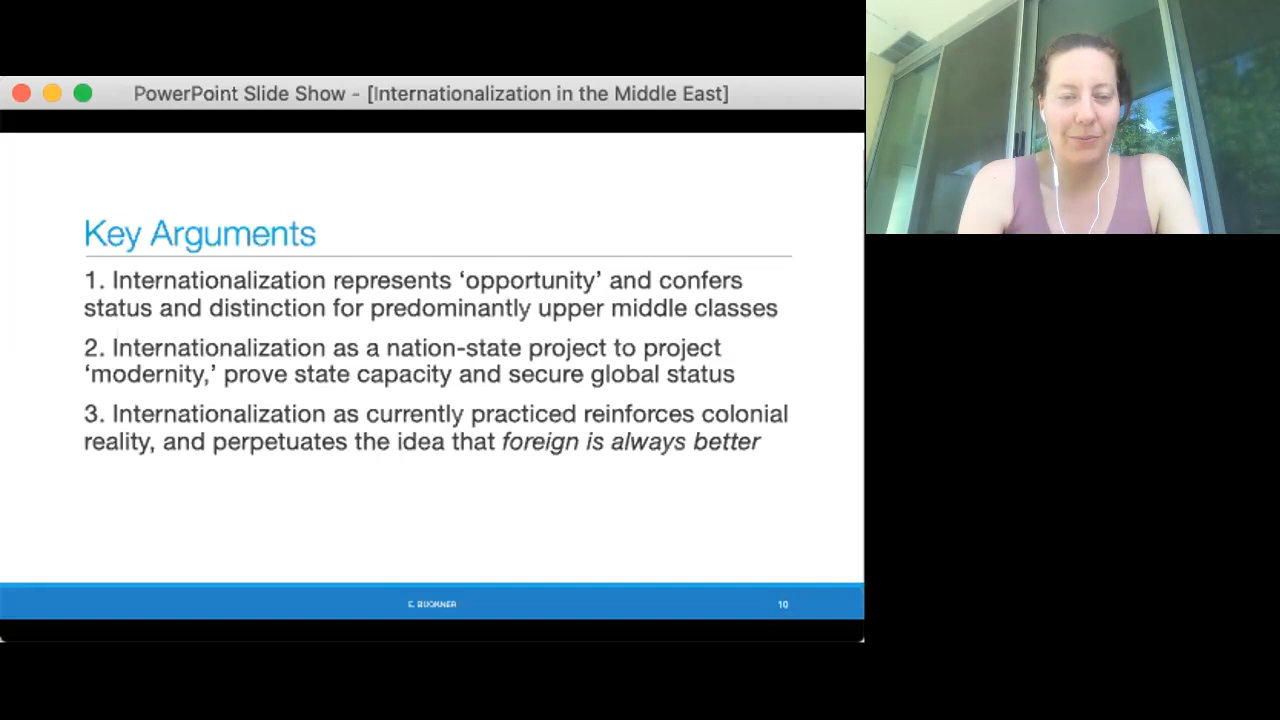 PowerPoint Slide Show - [Internationalization in the Middle East]
Key Arguments
1. Internationalization represents ‘opportunity’ and confers
status and distinction for predominantly upper middle classes
2. Internationalization as a nation-state project to project
‘modernity,’ prove state capacity and secure global status
3. Internationalization as currently practiced reinforces colonial
reality, and perpetuates the idea that foreign is always better
E. BUCKNER
10